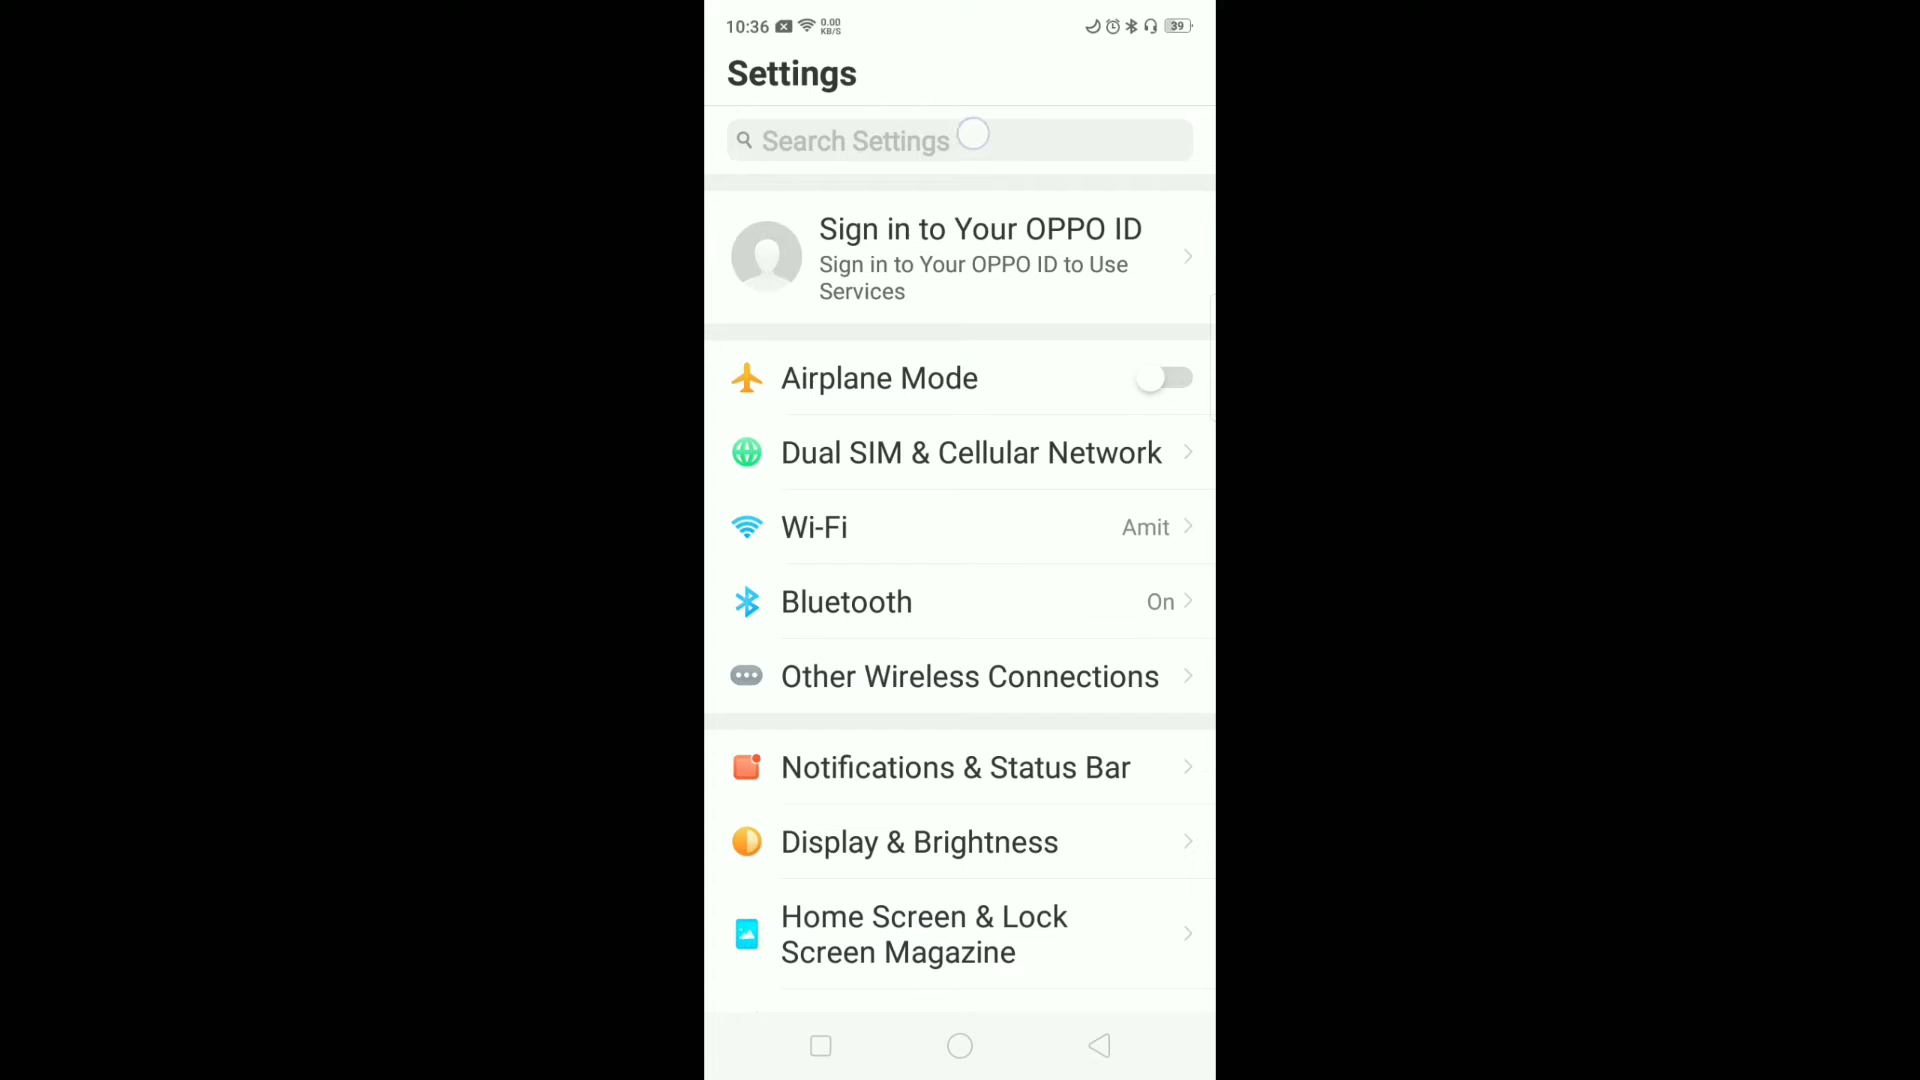 10:36 0.00 KB/S 39
Settings
Search Settings
Sign in to Your OPPO ID
Sign in to Your OPPO ID to Use
Services
Airplane Mode
Dual SIM & Cellular Network
Wi-Fi Amit
Bluetooth On
Other Wireless Connections
Notifications & Status Bar
Display & Brightness
Home Screen & Lock
Screen Magazine